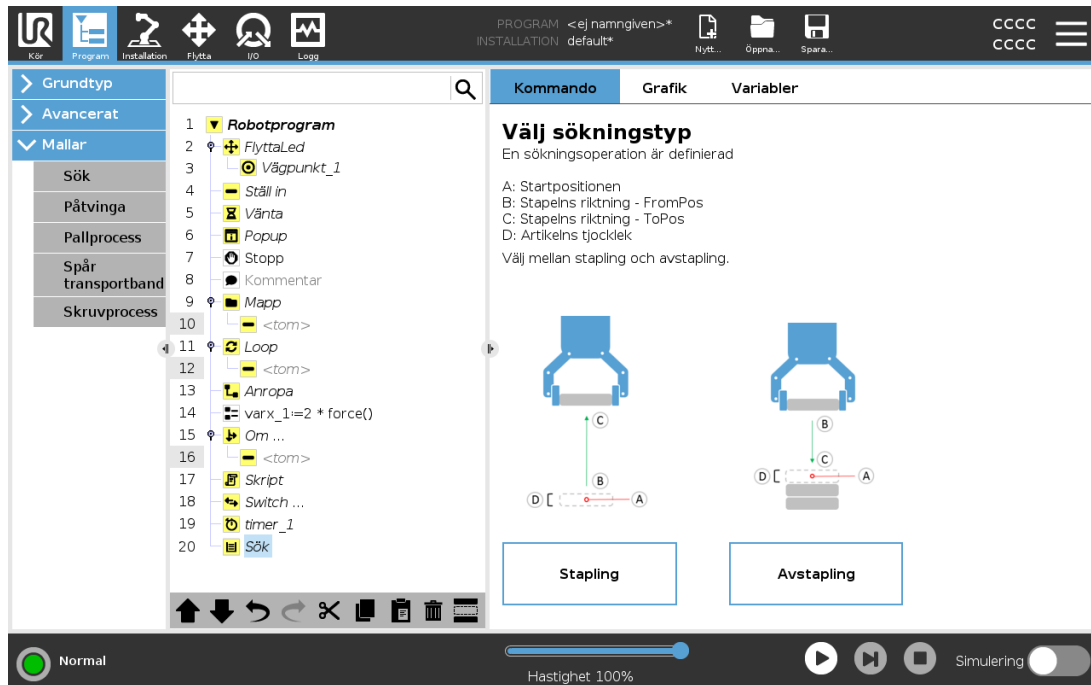 UR
Kör
Program
Installation
Flytta
I/O
Logg
PROGRAM <ej namngiven>*
INSTALLATION default*
Nytt...
Öppna...
Spara...
CCCC
CCCC
Grundtyp
Avancerat
Mallar
Sök
Påtvinga
Pallprocess
Spår
transportband
Skruvprocess
1 Robotprogram
2 FlyttaLed
3 Vägpunkt_1
4 Ställ in
5 Vänta
6 Popup
7 Stopp
8 Kommentar
9 Mapp
10 <tom>
11 Loop
12 <tom>
13 Anropa
14 varx_1:=2 * force()
15 Om ...
16 <tom>
17 Skript
18 Switch ...
19 timer_1
20 Sök
Kommando Grafik Variabler
Välj sökningstyp
En sökningsoperation är definierad
A: Startpositionen
B: Stapelns riktning - FromPos
C: Stapelns riktning - ToPos
D: Artikelns tjocklek
Välj mellan stapling och avstapling.
C
B
D
A
B
C
D
A
Stapling
Avstapling
Normal
Hastighet 100%
Simulering